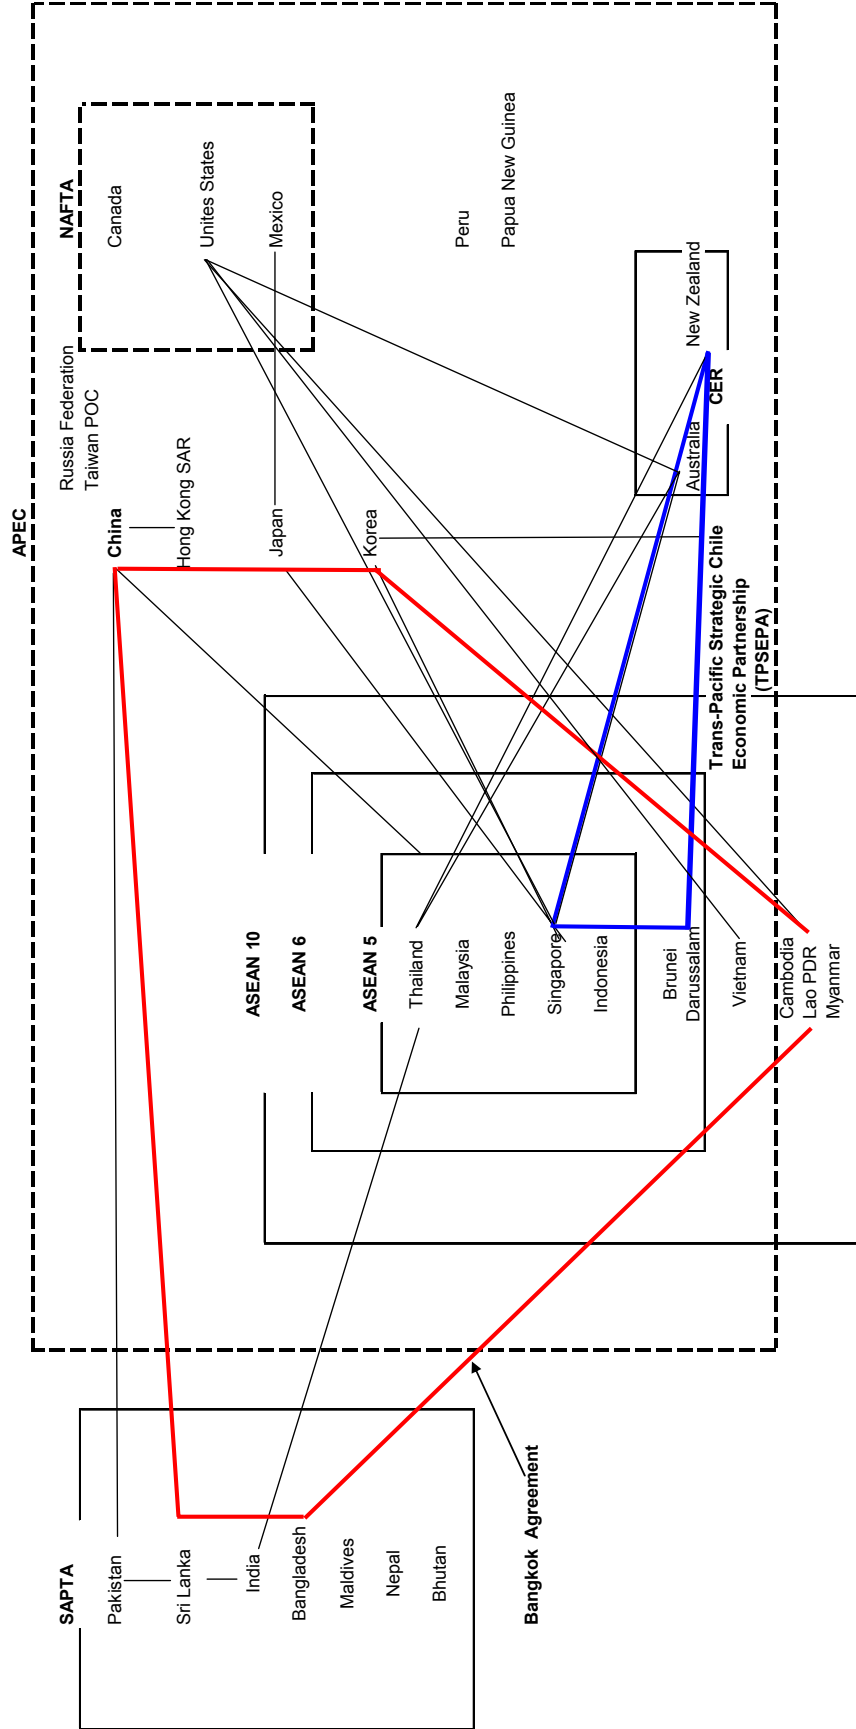 APEC
SAPTA
Pakistan
Sri Lanka
India
Bangladesh
Maldives
Nepal
Bhutan
Bangkok Agreement
ASEAN 10
ASEAN 6
ASEAN 5
Thailand
Malaysia
Philippines
Singapore
Indonesia
Brunei
Darussalam
Vietnam
Cambodia
Lao PDR
Myanmar
Russia Federation
Taiwan POC
China
Hong Kong SAR
Japan
Korea
NAFTA
Canada
Unites States
Mexico
Peru
Papua New Guinea
Australia
New Zealand
CER
Trans-Pacific Strategic Chile
Economic Partnership
(TPSEPA)